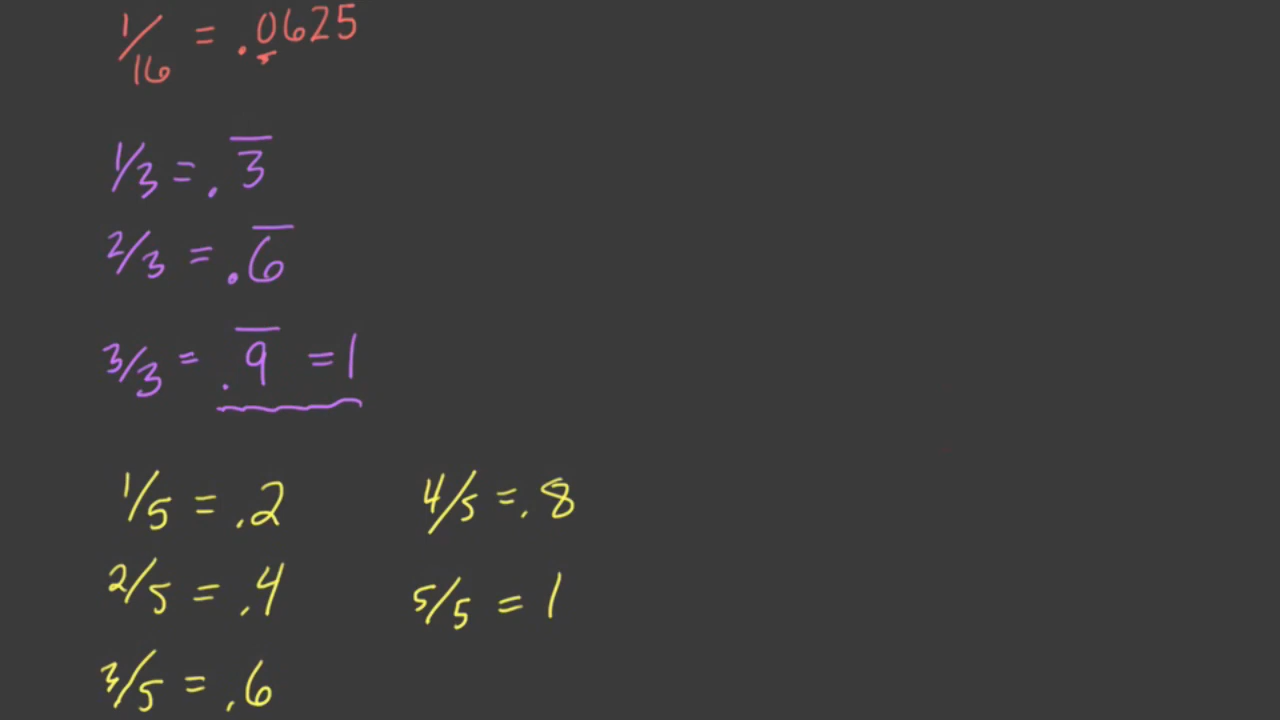 1/16 = .0625
1/3 = .3̅
2/3 = .6̅
3/3 = .9̅ = 1
1/5 = .2
2/5 = .4
3/5 = .6
4/5 = .8
5/5 = 1